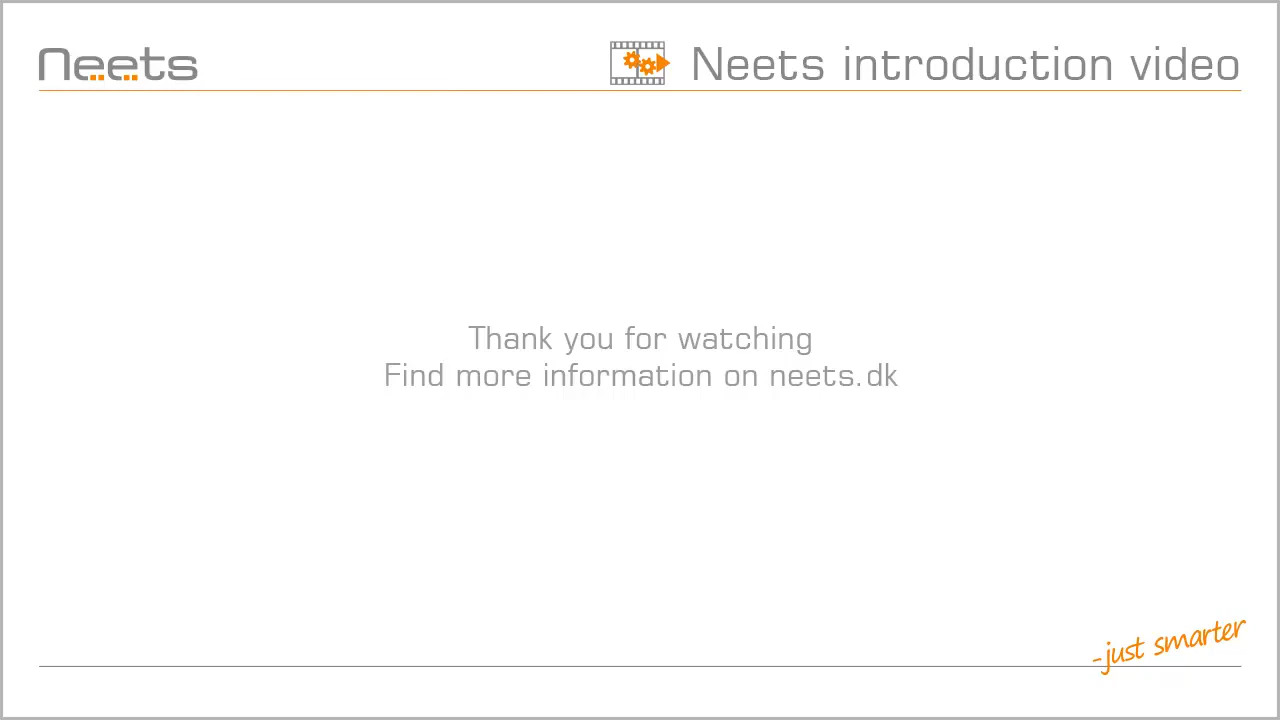 Neets
Neets introduction video
Thank you for watching
Find more information on neets.dk
-just smarter